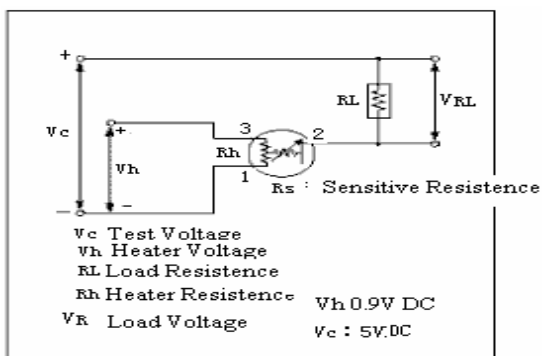 +
RL
VRL
Vc
+
3
2
Rh
Vh
1
Rs : Sensitive Resistence
−
−
Vc Test Voltage
Vh Heater Voltage
RL Load Resistence
Rh Heater Resistence
VR Load Voltage
Vh 0.9V DC
Vc : 5V.DC